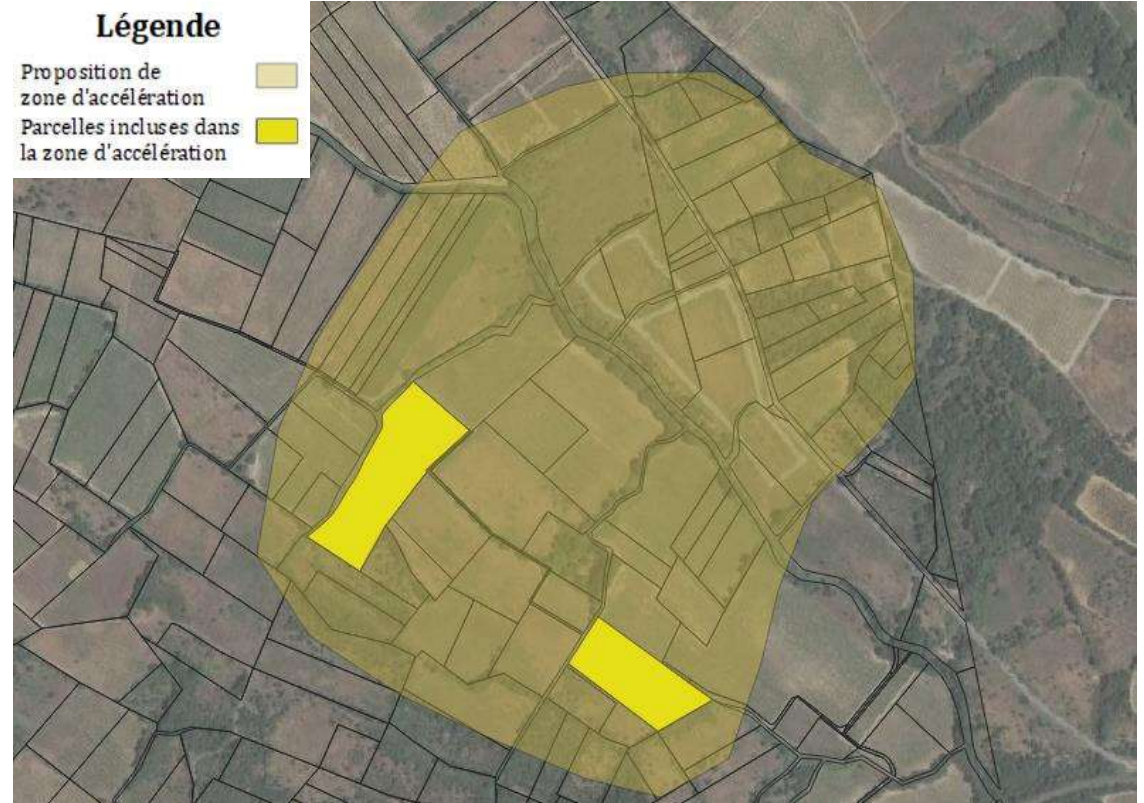 Légende
Proposition de
zone d'accélération
Parcelles incluses dans
la zone d'accélération